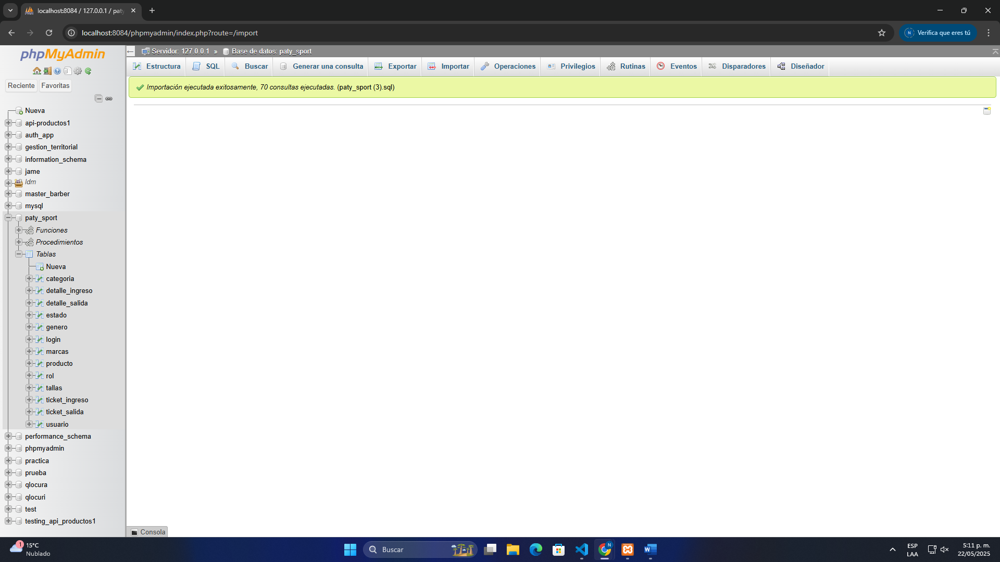 localhost:8084 / 127.0.0.1 / paty
localhost:8084/phpmyadmin/index.php?route=/import
N
Verifica que eres tú
phpMyAdmin
Servidor: 127.0.0.1 » Base de datos: paty_sport
Estructura SQL Buscar Generar una consulta Exportar Importar Operaciones Privilegios Rutinas Eventos Disparadores Diseñador
Reciente Favoritas
Importación ejecutada exitosamente, 70 consultas ejecutadas. (paty_sport (3).sql)
Nueva
api-productos1
auth_app
gestion_territorial
information_schema
jame
ldm
master_barber
mysql
paty_sport
Funciones
Procedimientos
Tablas
Nueva
categoria
detalle_ingreso
detalle_salida
estado
genero
login
marcas
producto
rol
tallas
ticket_ingreso
ticket_salida
usuario
performance_schema
phpmyadmin
practica
prueba
qlocura
qlocuri
test
testing_api_productos1
Consola
1
15°C
Nublado
Buscar
N
W
ESP
LAA
5:11 p. m.
22/05/2025